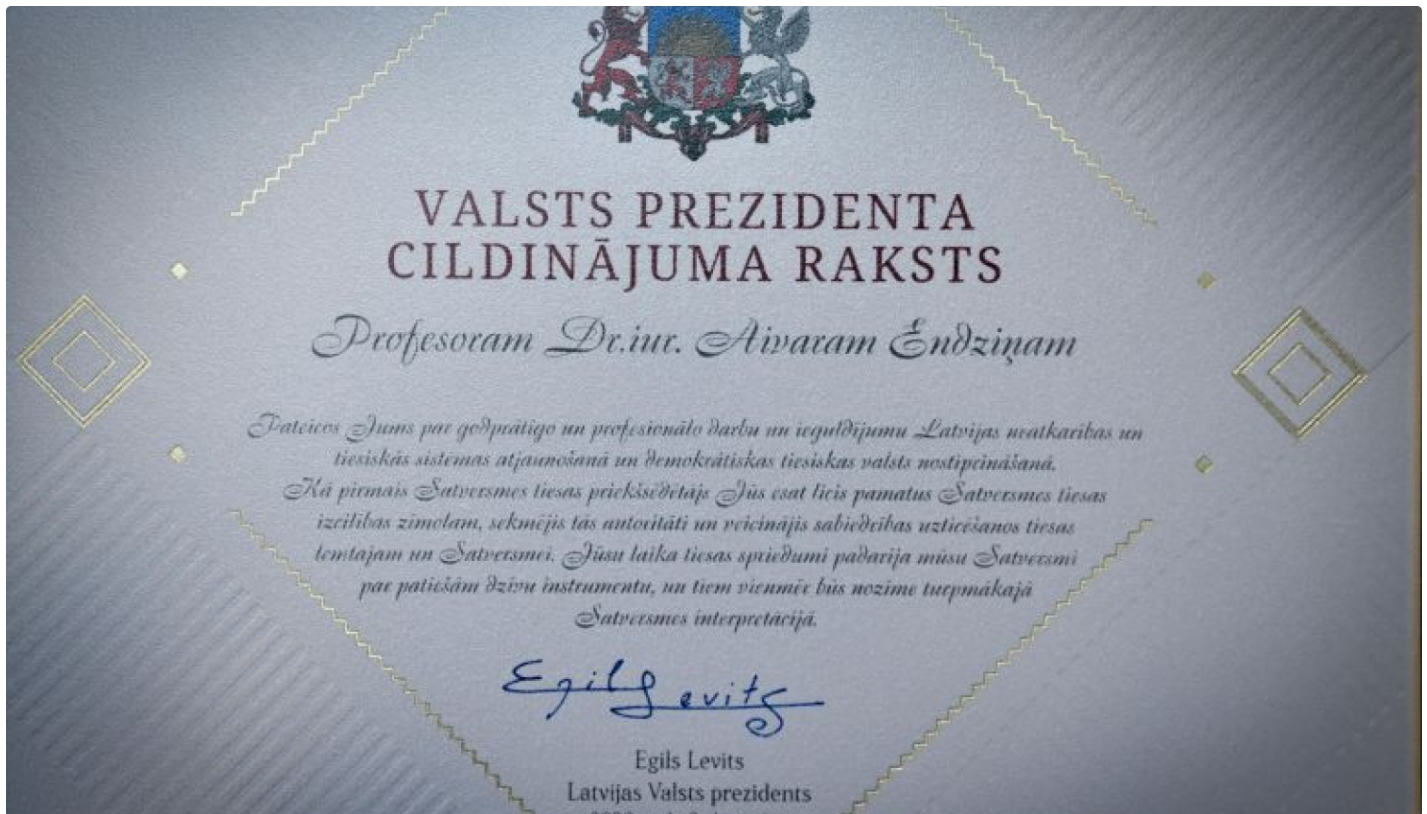 VALSTS PREZIDENTA
CILDINĀJUMA RAKSTS
Profesoram Dr.iur. Aivaram Endziņam
Pateicos Jums par godprātīgo un profesionālo darbu un ieguldījumu Latvijas neatkarības un
tiesiskās sistēmas atjaunošanā un demokrātiskas tiesiskas valsts nostiprināšanā.
Kā pirmais Satversmes tiesas priekšsēdētājs Jūs esat licis pamatus Satversmes tiesas
izcilības zīmolam, sekmējis tās autoritāti un veicinājis sabiedrības uzticēšanos tiesas
lemtajam un Satversmei. Jūsu laika tiesas spriedumi padarīja mūsu Satversmi
par patiešām dzīvu instrumentu, un tiem vienmēr būs nozīme turpmākajā
Satversmes interpretācijā.
Egils Levits
Egils Levits
Latvijas Valsts prezidents